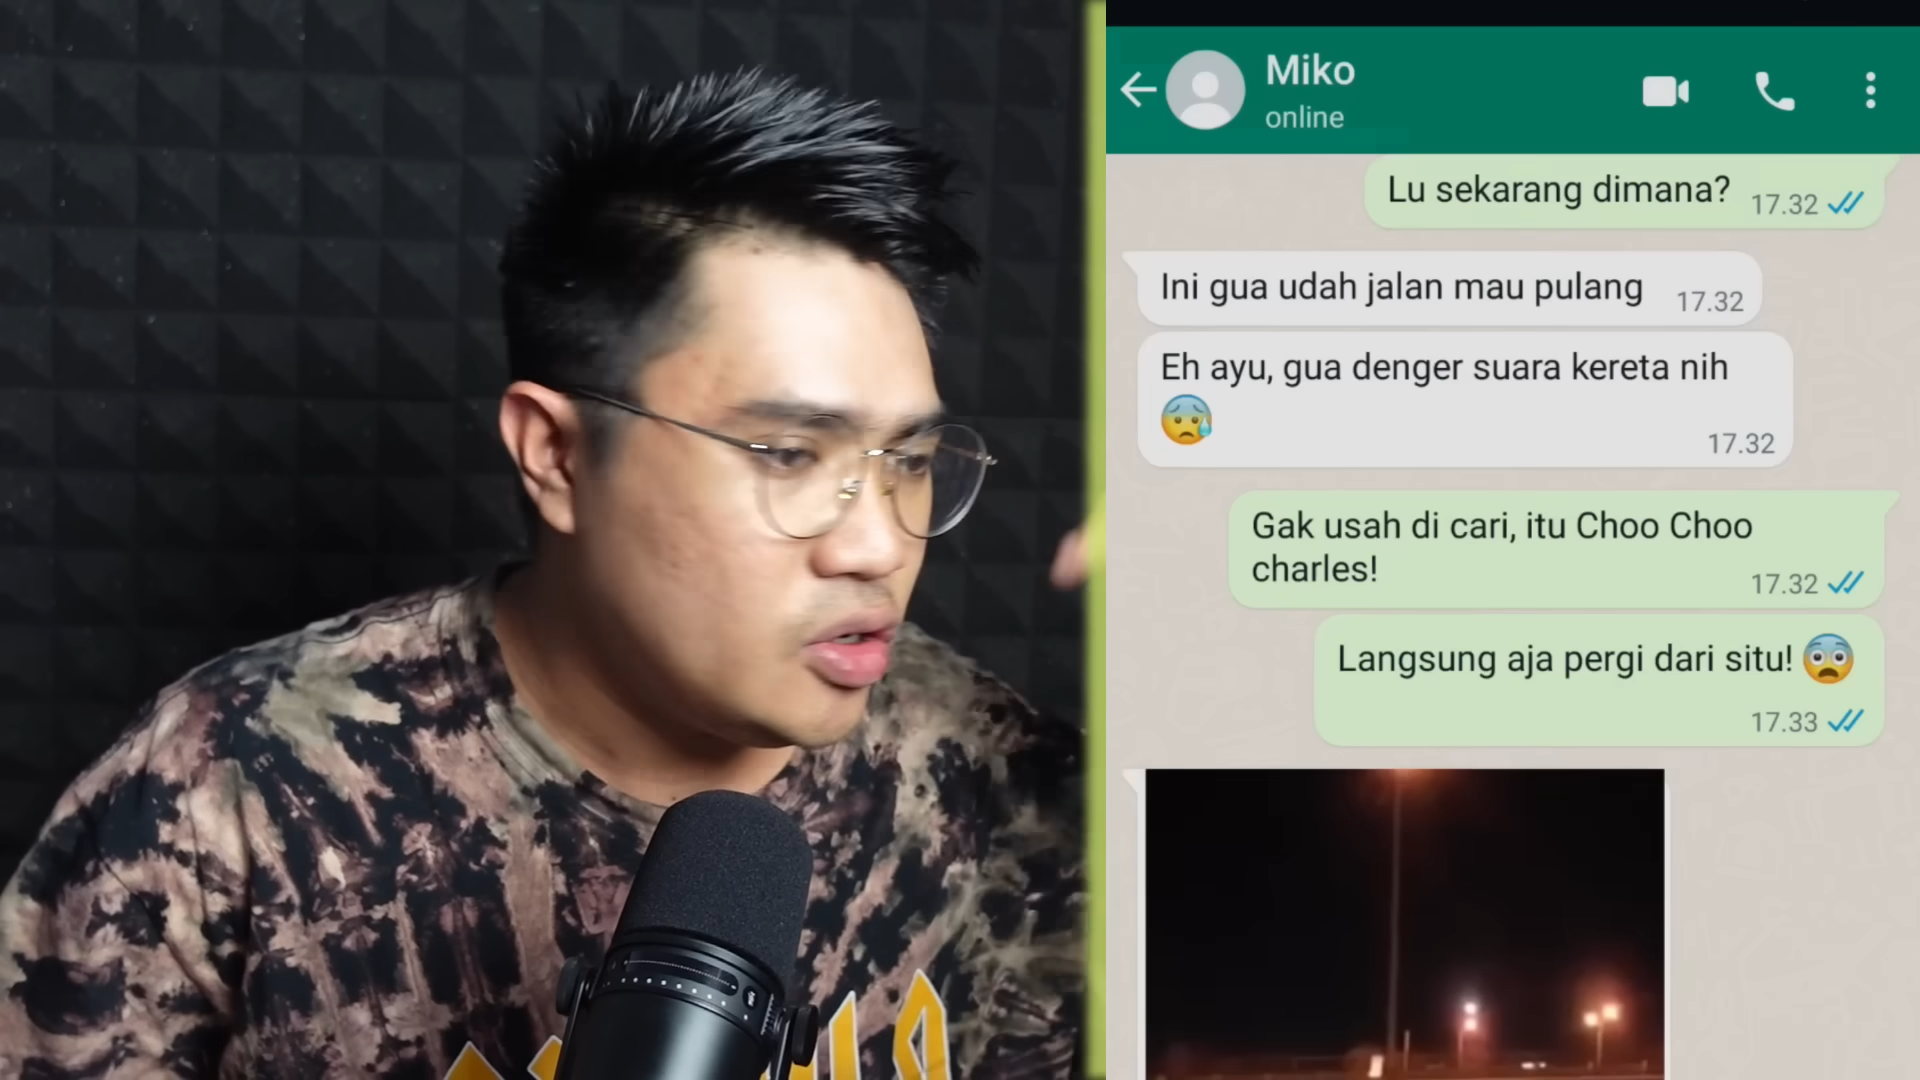 Miko
online
Lu sekarang dimana? 17.32
Ini gua udah jalan mau pulang 17.32
Eh ayu, gua denger suara kereta nih
😰
17.32
Gak usah di cari, itu Choo Choo
charles! 17.32
Langsung aja pergi dari situ! 😨
17.33